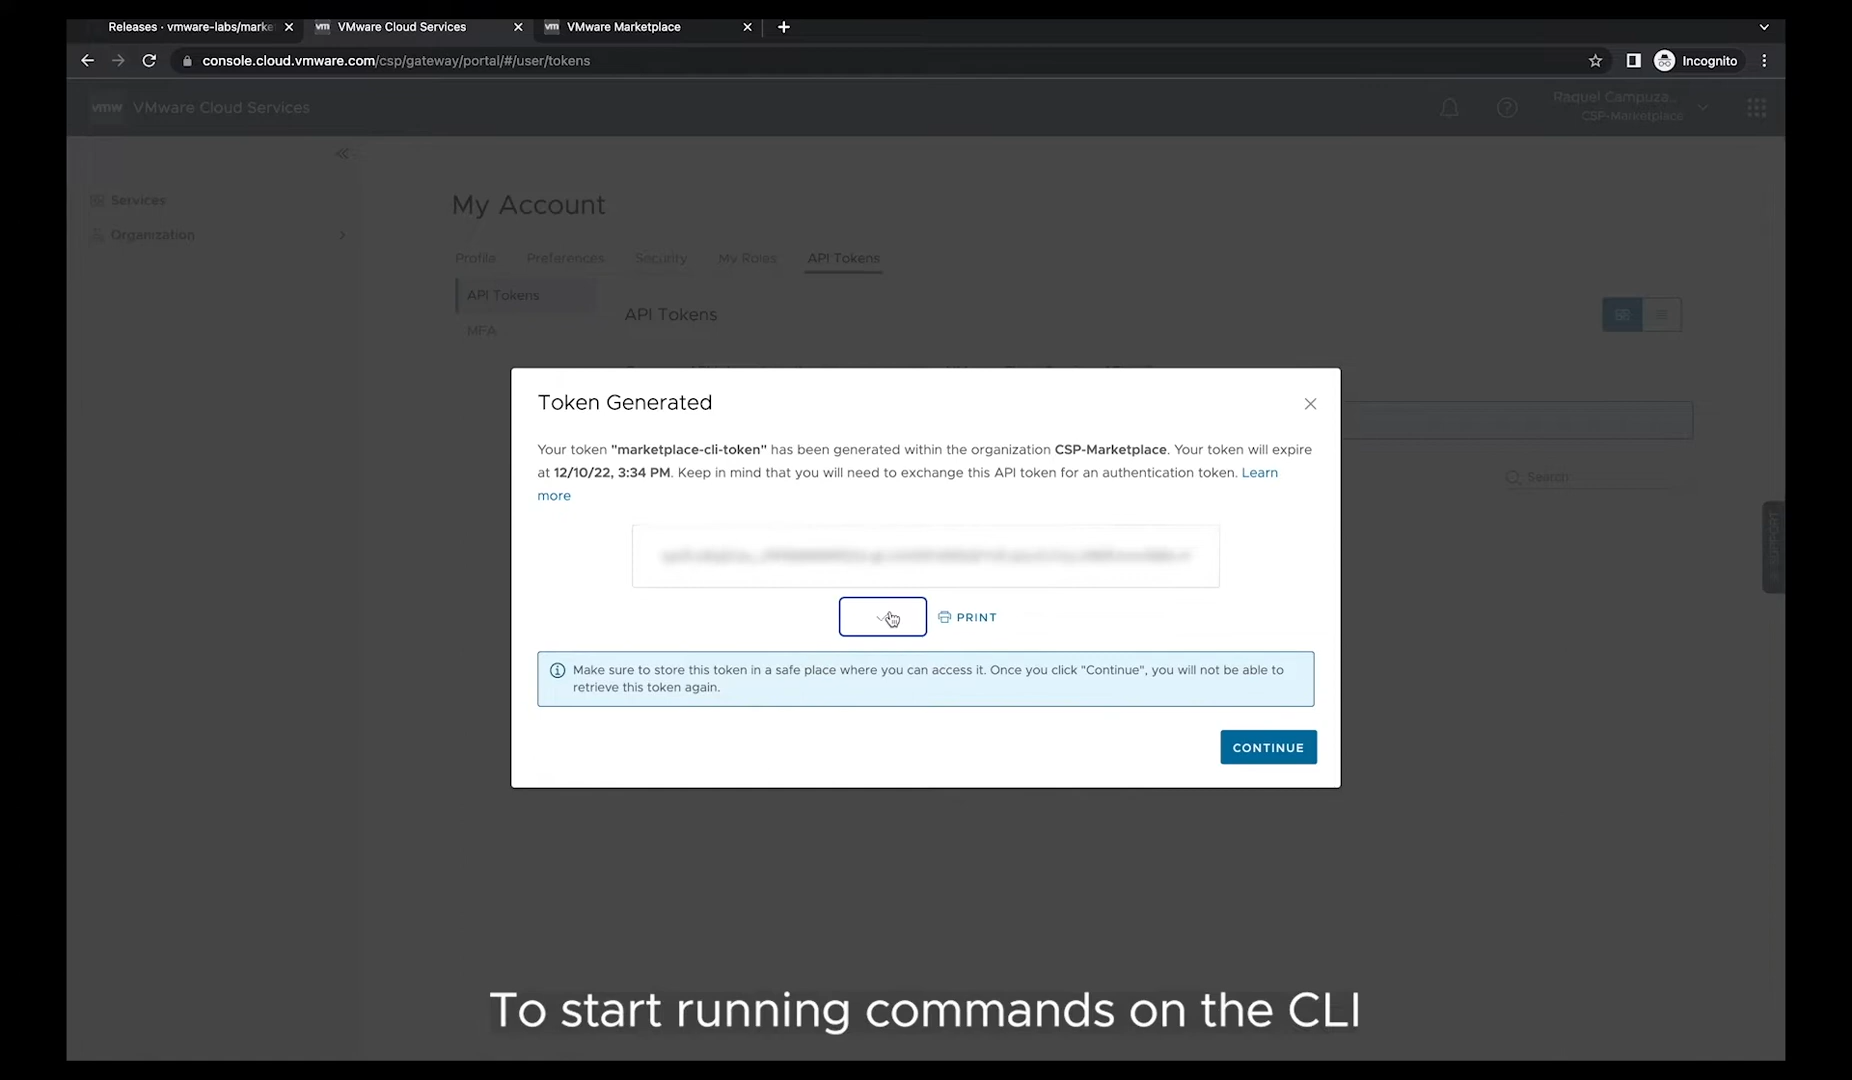 Releases · vmware-labs/marke
VMware Cloud Services
VMware Marketplace
console.cloud.vmware.com/csp/gateway/portal/#/user/tokens
Incognito
vmw VMware Cloud Services
Raquel Campuza...
CSP-Marketplace
Services
Organization
My Account
Profile
Preferences
Security
My Roles
API Tokens
API Tokens
MFA
API Tokens
Search
SUPPORT
Token Generated
Your token "marketplace-cli-token" has been generated within the organization CSP-Marketplace. Your token will expire
at 12/10/22, 3:34 PM. Keep in mind that you will need to exchange this API token for an authentication token. Learn
more
PRINT
Make sure to store this token in a safe place where you can access it. Once you click "Continue", you will not be able to
retrieve this token again.
CONTINUE
To start running commands on the CLI